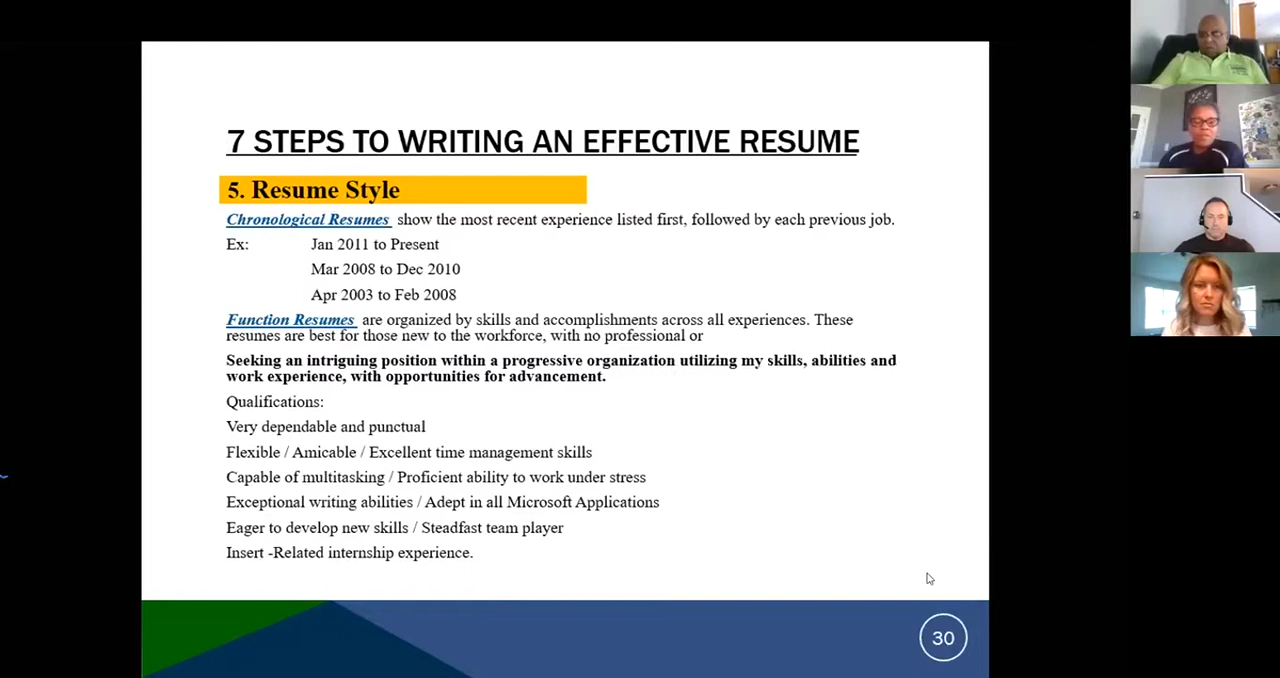 7 STEPS TO WRITING AN EFFECTIVE RESUME
5. Resume Style
Chronological Resumes show the most recent experience listed first, followed by each previous job.
Ex: Jan 2011 to Present
Mar 2008 to Dec 2010
Apr 2003 to Feb 2008
Function Resumes are organized by skills and accomplishments across all experiences. These
resumes are best for those new to the workforce, with no professional or
Seeking an intriguing position within a progressive organization utilizing my skills, abilities and
work experience, with opportunities for advancement.
Qualifications:
Very dependable and punctual
Flexible / Amicable / Excellent time management skills
Capable of multitasking / Proficient ability to work under stress
Exceptional writing abilities / Adept in all Microsoft Applications
Eager to develop new skills / Steadfast team player
Insert -Related internship experience.
30